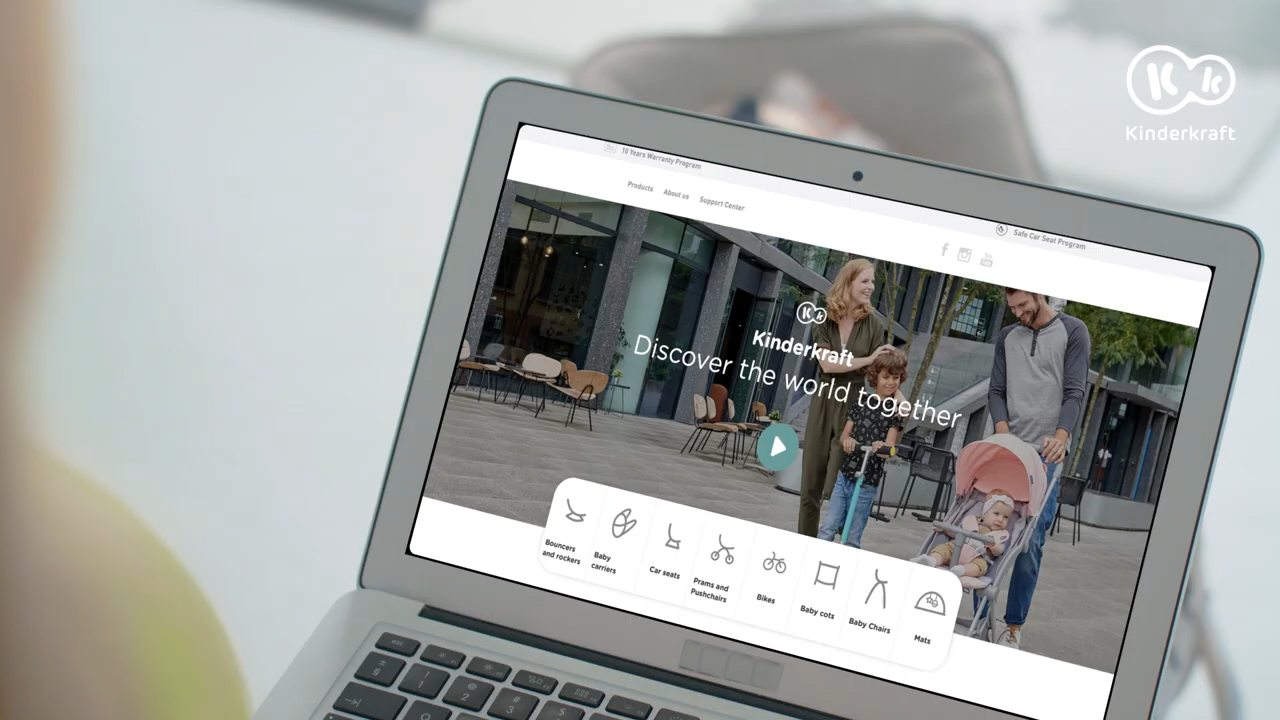 Kinderkraft
10 Years Warranty Program
Safe Car Seat Program
Products
About us
Support Center
Kinderkraft
Discover the world together
Bouncers
and rockers
Baby
carriers
Car seats
Prams and
Pushchairs
Bikes
Baby cots
Baby Chairs
Mats